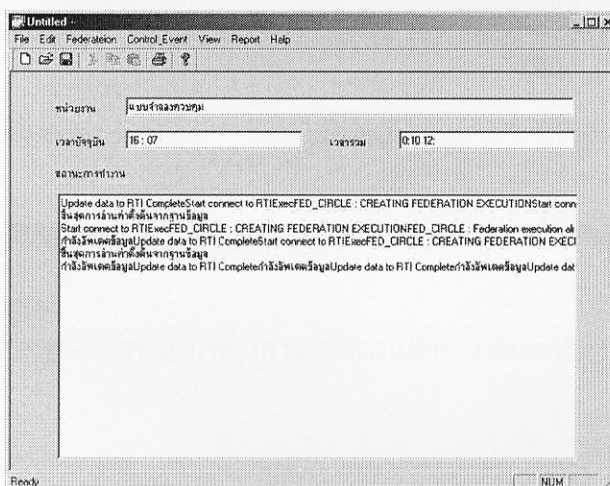 Untitled -
File Edit Federateion Control_Event View Report Help
หน่วยงาน แบบจำลองควบคุม
เวลาปัจจุบัน 16 : 07 เวลารวม 0:10 12:
สถานะการทำงาน
Update data to RTI CompleteStart connect to RTIExecFED_CIRCLE : CREATING FEDERATION EXECUTIONStart conn
สิ้นสุดการอ่านค่าตั้งต้นจากฐานข้อมูล
Start connect to RTIExecFED_CIRCLE : CREATING FEDERATION EXECUTIONFED_CIRCLE : Federation execution al
กำลังอัพเดตข้อมูลUpdate data to RTI CompleteStart connect to RTIExecFED_CIRCLE : CREATING FEDERATION EXECI
สิ้นสุดการอ่านค่าตั้งต้นจากฐานข้อมูล
กำลังอัพเดตข้อมูลUpdate data to RTI Completeกำลังอัพเดตข้อมูลUpdate data to RTI Completeกำลังอัพเดตข้อมูลUpdate dat
Ready NUM